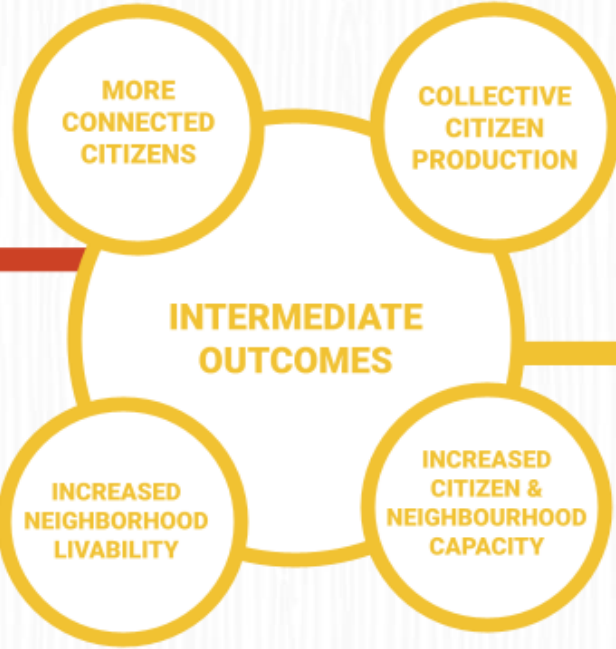 MORE
CONNECTED
CITIZENS
COLLECTIVE
CITIZEN
PRODUCTION
INTERMEDIATE
OUTCOMES
INCREASED
NEIGHBORHOOD
LIVABILITY
INCREASED
CITIZEN &
NEIGHBOURHOOD
CAPACITY